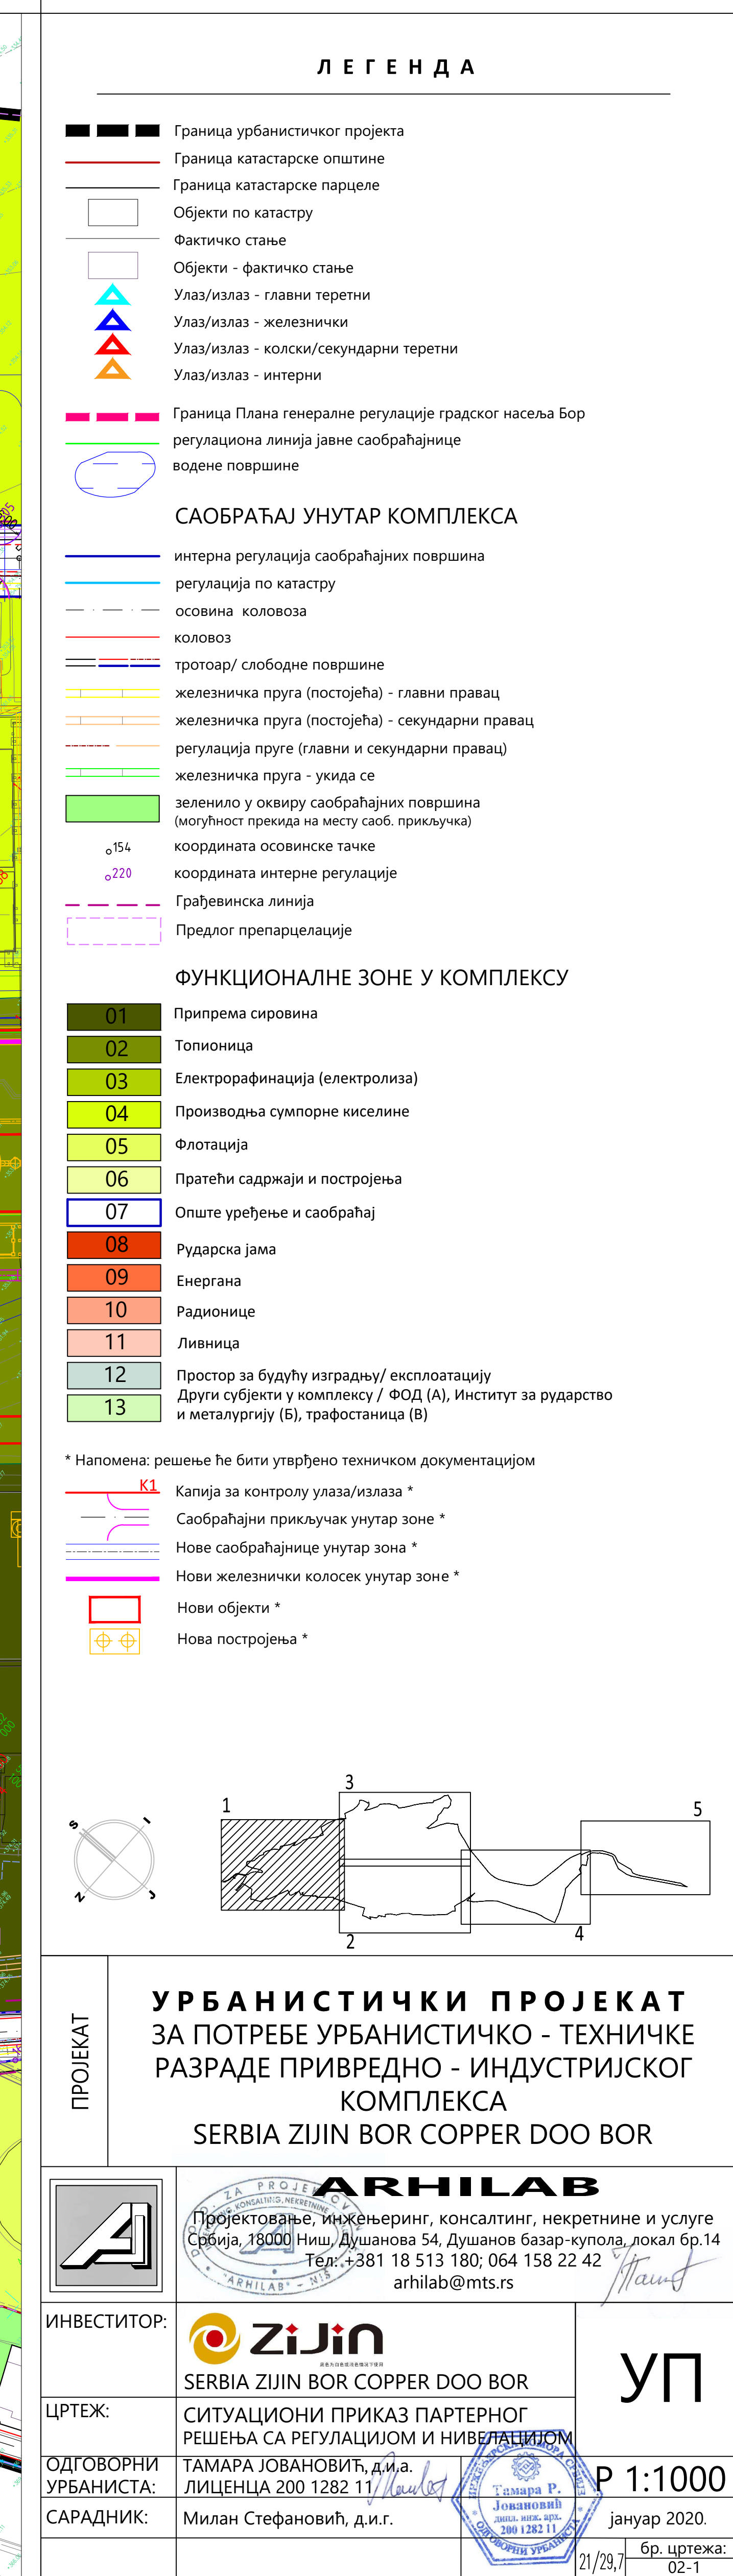 ЛЕГЕНДА
Граница урбанистичког пројекта
Граница катастарске општине
Граница катастарске парцеле
Објекти по катастру
Фактичко стање
Објекти - фактичко стање
Улаз/излаз - главни теретни
Улаз/излаз - железнички
Улаз/излаз - колски/секундарни теретни
Улаз/излаз - интерни
Граница Плана генералне регулације градског насеља Бор
регулациона линија јавне саобраћајнице
водене површине
САОБРАЋАЈ УНУТАР КОМПЛЕКСА
интерна регулација саобраћајних површина
регулација по катастру
осовина коловоза
коловоз
тротоар/ слободне површине
железничка пруга (постојећа) - главни правац
железничка пруга (постојећа) - секундарни правац
регулација пруге (главни и секундарни правац)
железничка пруга - укида се
зеленило у оквиру саобраћајних површина
(могућност прекида на месту саоб. прикључка)
154 координата осовинске тачке
220 координата интерне регулације
Грађевинска линија
Предлог препарцелације
ФУНКЦИОНАЛНЕ ЗОНЕ У КОМПЛЕКСУ
01 Припрема сировина
02 Топионица
03 Електрорафинација (електролиза)
04 Производња сумпорне киселине
05 Флотација
06 Пратећи садржаји и постројења
07 Опште уређење и саобраћај
08 Рударска јама
09 Енергана
10 Радионице
11 Ливница
12 Простор за будућу изградњу/ експлоатацију
13 Други субјекти у комплексу / ФОД (А), Институт за рударство
и металургију (Б), трафостаница (В)
* Напомена: решење ће бити утврђено техничком документацијом
К1 Капија за контролу улаза/излаза *
Саобраћајни прикључак унутар зоне *
Нове саобраћајнице унутар зона *
Нови железнички колосек унутар зоне *
Нови објекти *
Нова постројења *
S I
Z J
1 3 5
2 4
ПРОЈЕКАТ
УРБАНИСТИЧКИ ПРОЈЕКАТ
ЗА ПОТРЕБЕ УРБАНИСТИЧКО - ТЕХНИЧКЕ
РАЗРАДЕ ПРИВРЕДНО - ИНДУСТРИЈСКОГ
КОМПЛЕКСА
SERBIA ZIJIN BOR COPPER DOO BOR
ARHILAB
Пројектовање, инжењеринг, консалтинг, некретнине и услуге
Србија, 18000 Ниш, Душанова 54, Душанов базар-купола, локал бр.14
Тел: +381 18 513 180; 064 158 22 42
arhilab@mts.rs
"ARHILAB" - NIŠ
ИНВЕСТИТОР:
ZiJin
SERBIA ZIJIN BOR COPPER DOO BOR
УП
ЦРТЕЖ:
СИТУАЦИОНИ ПРИКАЗ ПАРТЕРНОГ
РЕШЕЊА СА РЕГУЛАЦИЈОМ И НИВЕЛАЦИЈОМ
ОДГОВОРНИ
УРБАНИСТА:
ТАМАРА ЈОВАНОВИЋ, д.и.а.
ЛИЦЕНЦА 200 1282 11
Тамара Р.
Јовановић
дипл. инж. арх.
200 1282 11
ОДГОВОРНИ УРБАНИСТА
Р 1:1000
САРАДНИК:
Милан Стефановић, д.и.г.
јануар 2020.
21/29,7
бр. цртежа:
02-1